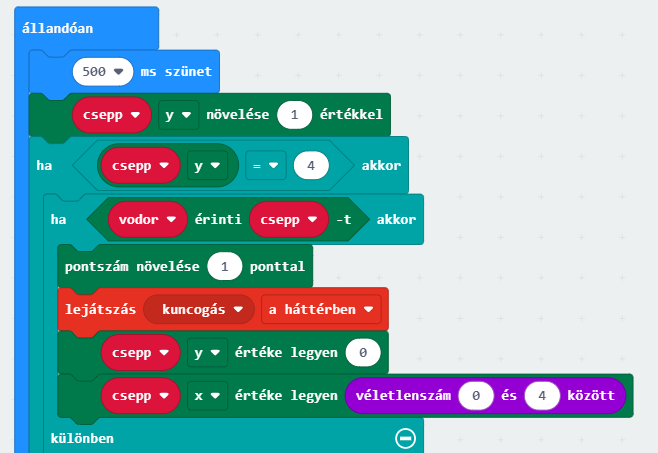 állandóan
500 ms szünet
csepp y növelése 1 értékkel
ha csepp y = 4 akkor
ha vodor érinti csepp -t akkor
pontszám növelése 1 ponttal
lejátszás kuncogás a háttérben
csepp y értéke legyen 0
csepp x értéke legyen véletlenszám 0 és 4 között
különben